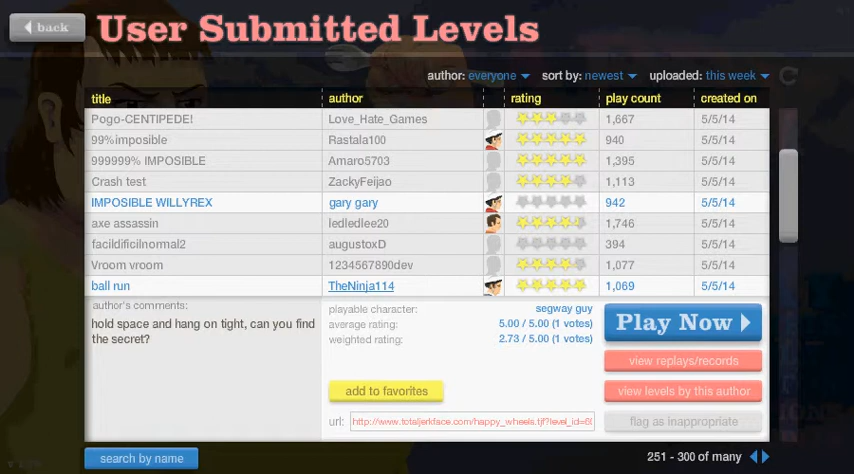 back
User Submitted Levels
author: everyone sort by: newest uploaded: this week
title author rating play count created on
Pogo-CENTIPEDE! Love_Hate_Games 1,667 5/5/14
99%imposible Rastala100 940 5/5/14
999999% IMPOSIBLE Amaro5703 1,395 5/5/14
Crash test ZackyFeijao 1,113 5/5/14
IMPOSIBLE WILLYREX gary gary 942 5/5/14
axe assassin ledledlee20 1,746 5/5/14
facildificilnormal2 augustoxD 394 5/5/14
Vroom vroom 1234567890dev 1,077 5/5/14
ball run TheNinja114 1,069 5/5/14
author's comments:
hold space and hang on tight, can you find
the secret?
playable character: segway guy
average rating: 5.00 / 5.00 (1 votes)
weighted rating: 2.73 / 5.00 (1 votes)
add to favorites
url: http://www.totaljerkface.com/happy_wheels.tjf?level_id=6
Play Now
view replays/records
view levels by this author
flag as inappropriate
search by name
251 - 300 of many